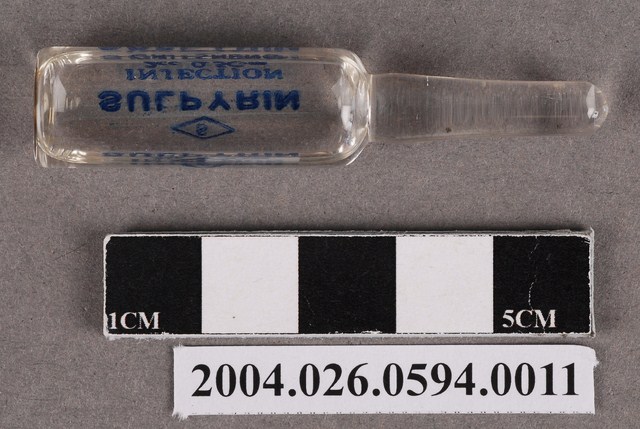 INJECTION
SULPYRIN
1CM
5CM
2004.026.0594.0011